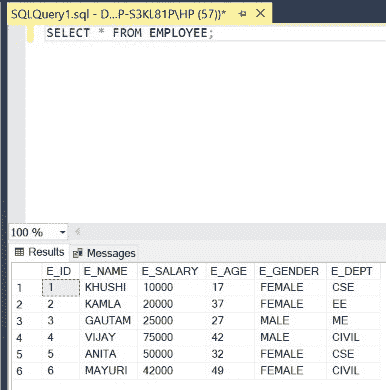 SQLQuery1.sql - D...P-S3KL81P\HP (57))*
SELECT * FROM EMPLOYEE;
100 %
Results Messages
E_ID E_NAME E_SALARY E_AGE E_GENDER E_DEPT
1 1 KHUSHI 10000 17 FEMALE CSE
2 2 KAMLA 20000 37 FEMALE EE
3 3 GAUTAM 25000 27 MALE ME
4 4 VIJAY 75000 42 MALE CIVIL
5 5 ANITA 50000 32 FEMALE CSE
6 6 MAYURI 42000 49 FEMALE CIVIL